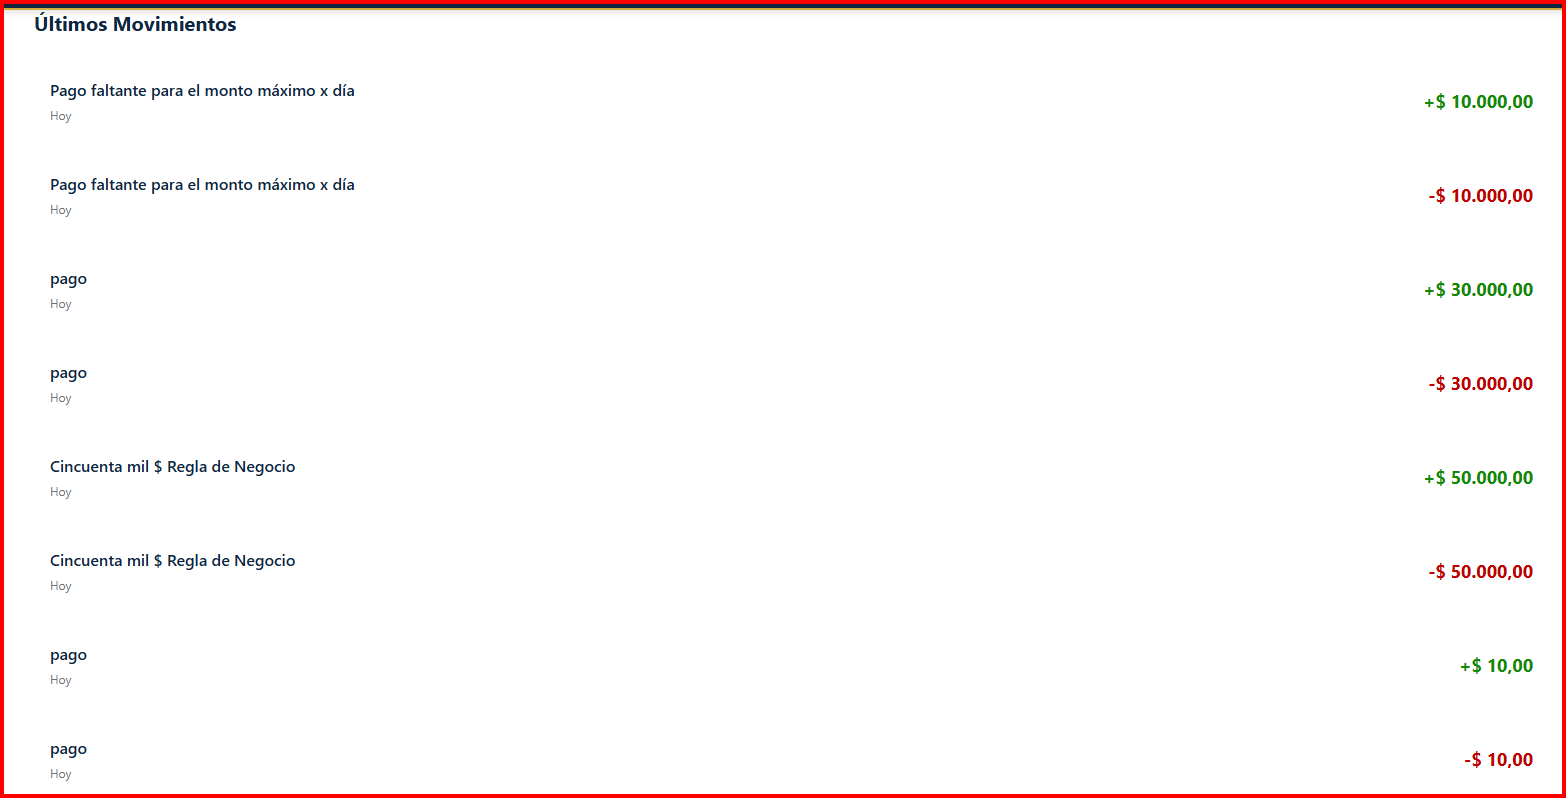 Últimos Movimientos
Pago faltante para el monto máximo x día
Hoy
+$ 10.000,00
Pago faltante para el monto máximo x día
Hoy
-$ 10.000,00
pago
Hoy
+$ 30.000,00
pago
Hoy
-$ 30.000,00
Cincuenta mil $ Regla de Negocio
Hoy
+$ 50.000,00
Cincuenta mil $ Regla de Negocio
Hoy
-$ 50.000,00
pago
Hoy
+$ 10,00
pago
Hoy
-$ 10,00